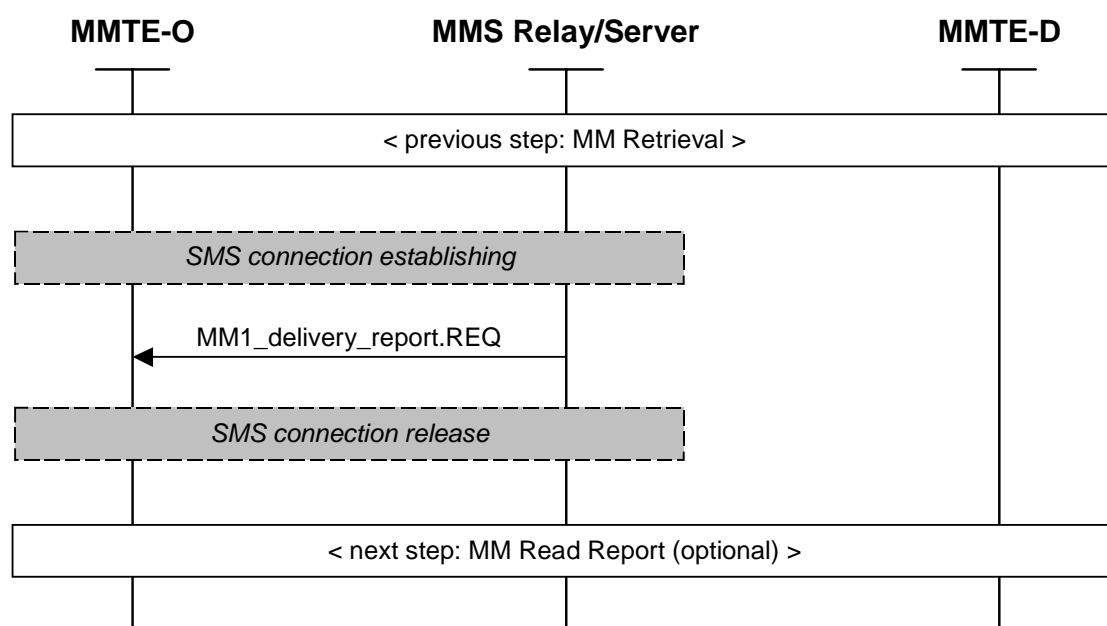 MMTE-O MMS Relay/Server MMTE-D
< previous step: MM Retrieval >
SMS connection establishing
MM1_delivery_report.REQ
SMS connection release
< next step: MM Read Report (optional) >